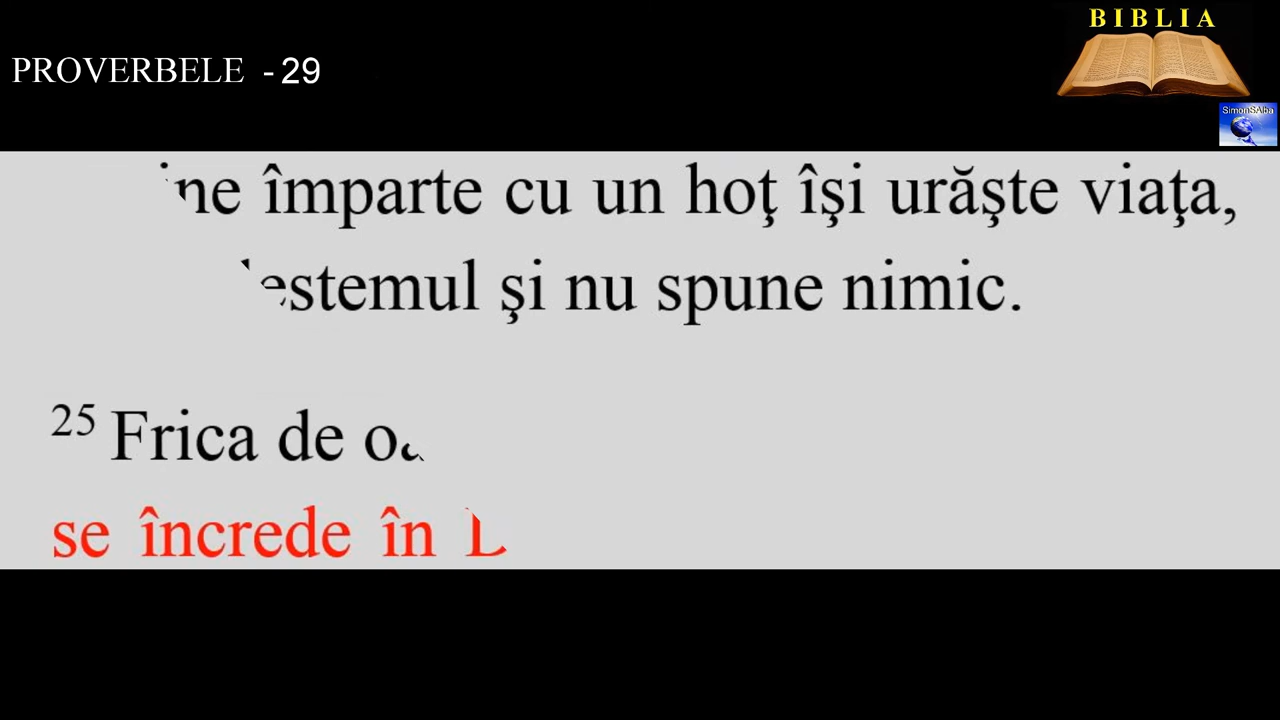 BIBLIA
PROVERBELE - 29
SimonSAlba
împarte cu un hoţ îşi urăşte viaţa,
şi nu spune nimic.
25 Frica de
se încrede în